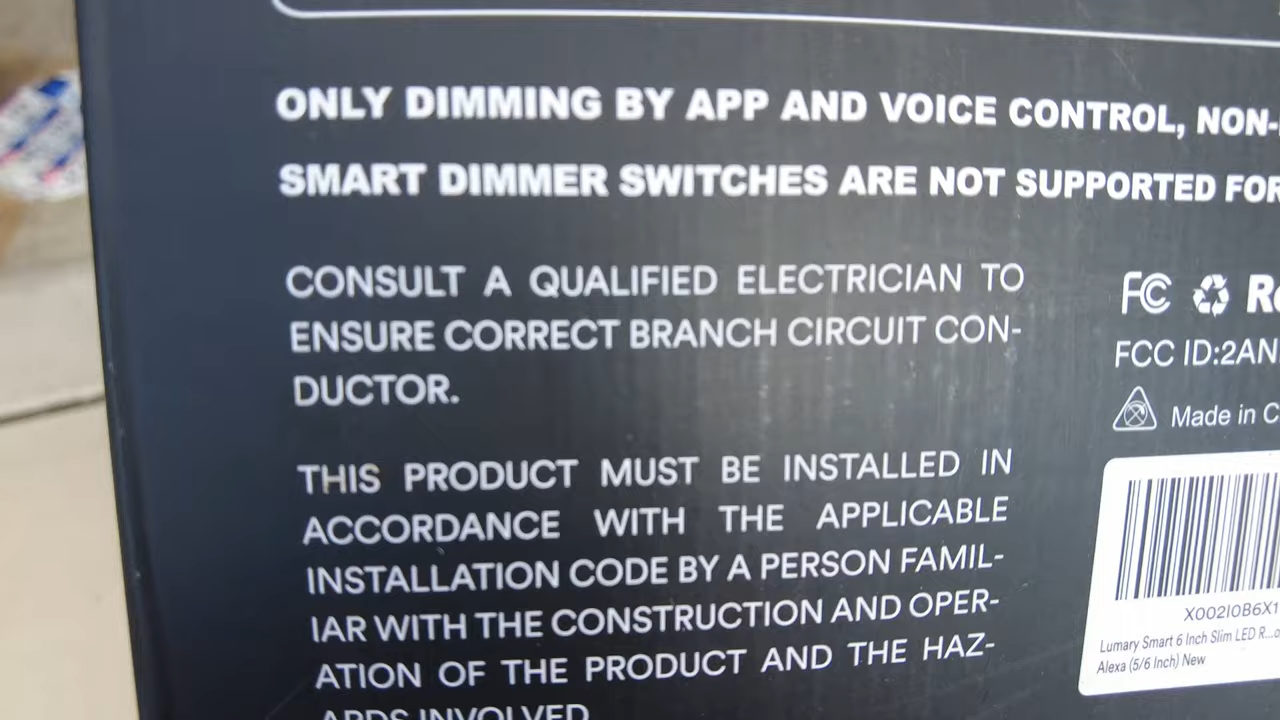 ONLY DIMMING BY APP AND VOICE CONTROL, NON-
SMART DIMMER SWITCHES ARE NOT SUPPORTED FOR
CONSULT A QUALIFIED ELECTRICIAN TO
ENSURE CORRECT BRANCH CIRCUIT CON-
DUCTOR.
THIS PRODUCT MUST BE INSTALLED IN
ACCORDANCE WITH THE APPLICABLE
INSTALLATION CODE BY A PERSON FAMIL-
IAR WITH THE CONSTRUCTION AND OPER-
ATION OF THE PRODUCT AND THE HAZ-
ARDS INVOLVED
FC
FCC ID:2AN
Made in C
X002I0B6X1
Lumary Smart 6 Inch Slim LED R...o
Alexa (5/6 Inch) New